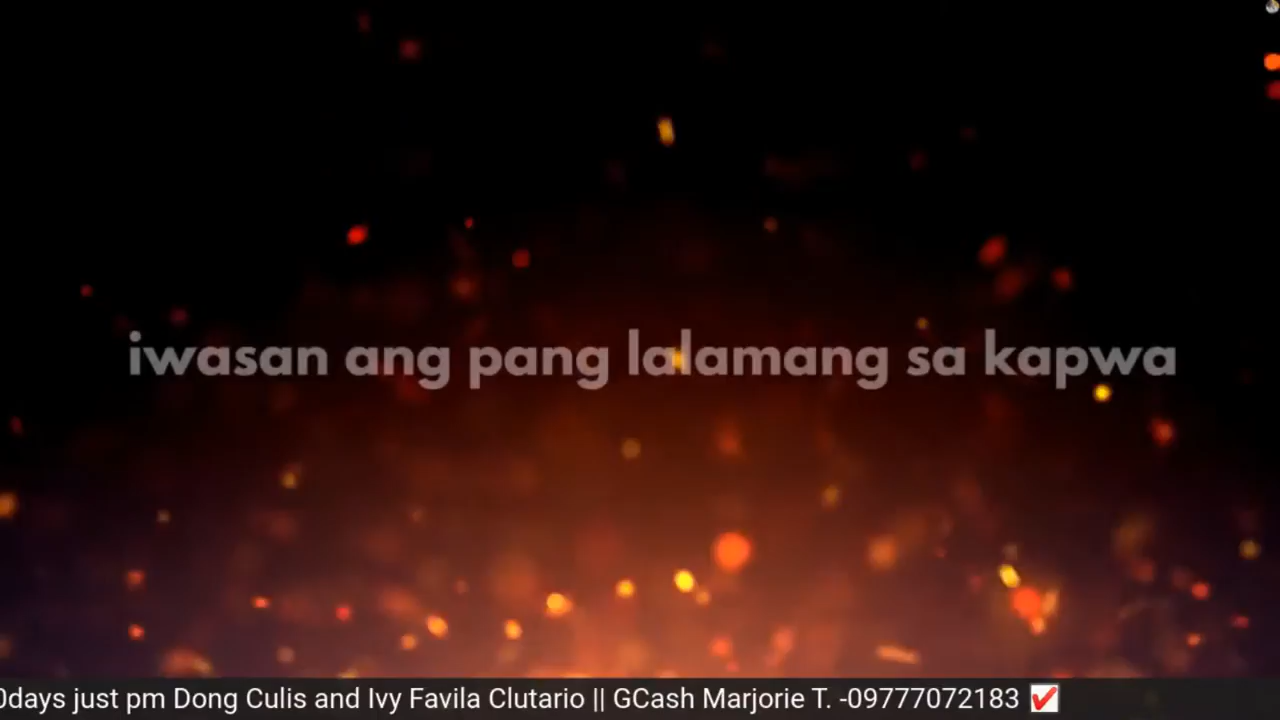 iwasan ang pang lalamang sa kapwa
0days just pm Dong Culis and Ivy Favila Clutario || GCash Marjorie T. -09777072183 ✅